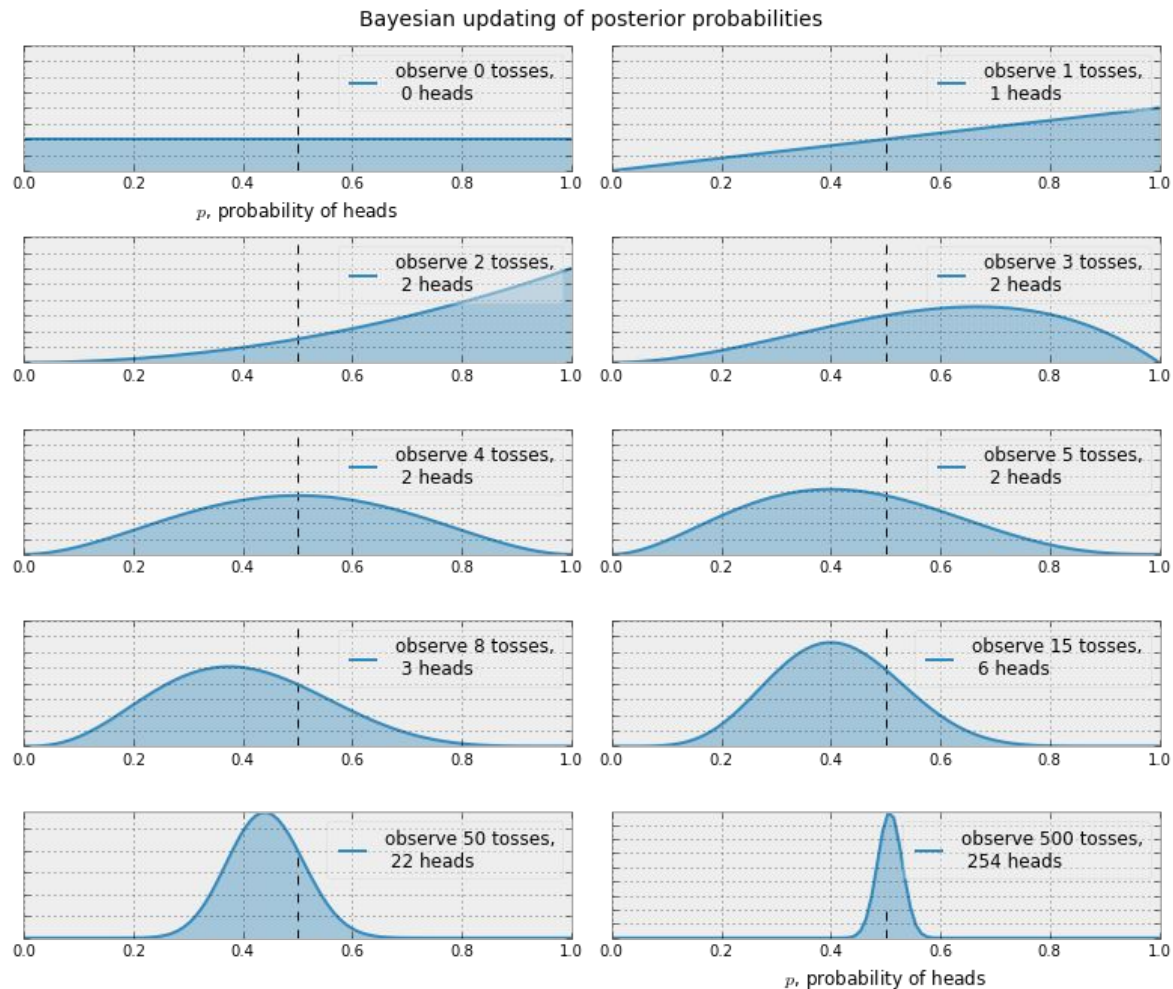 Bayesian updating of posterior probabilities
observe 0 tosses,
0 heads
0.0 0.2 0.4 0.6 0.8 1.0
p, probability of heads
observe 1 tosses,
1 heads
0.0 0.2 0.4 0.6 0.8 1.0
observe 2 tosses,
2 heads
0.0 0.2 0.4 0.6 0.8 1.0
observe 3 tosses,
2 heads
0.0 0.2 0.4 0.6 0.8 1.0
observe 4 tosses,
2 heads
0.0 0.2 0.4 0.6 0.8 1.0
observe 5 tosses,
2 heads
0.0 0.2 0.4 0.6 0.8 1.0
observe 8 tosses,
3 heads
0.0 0.2 0.4 0.6 0.8 1.0
observe 15 tosses,
6 heads
0.0 0.2 0.4 0.6 0.8 1.0
observe 50 tosses,
22 heads
0.0 0.2 0.4 0.6 0.8 1.0
observe 500 tosses,
254 heads
0.0 0.2 0.4 0.6 0.8 1.0
p, probability of heads